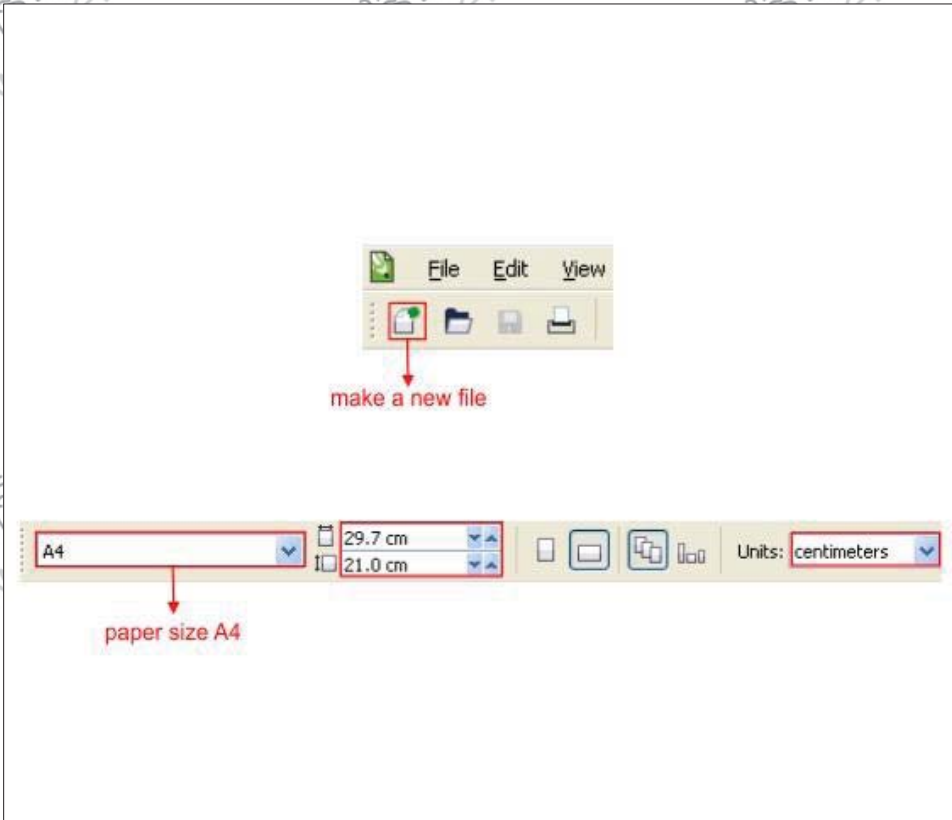 File Edit View
make a new file
A4 29.7 cm Units: centimeters
21.0 cm
paper size A4